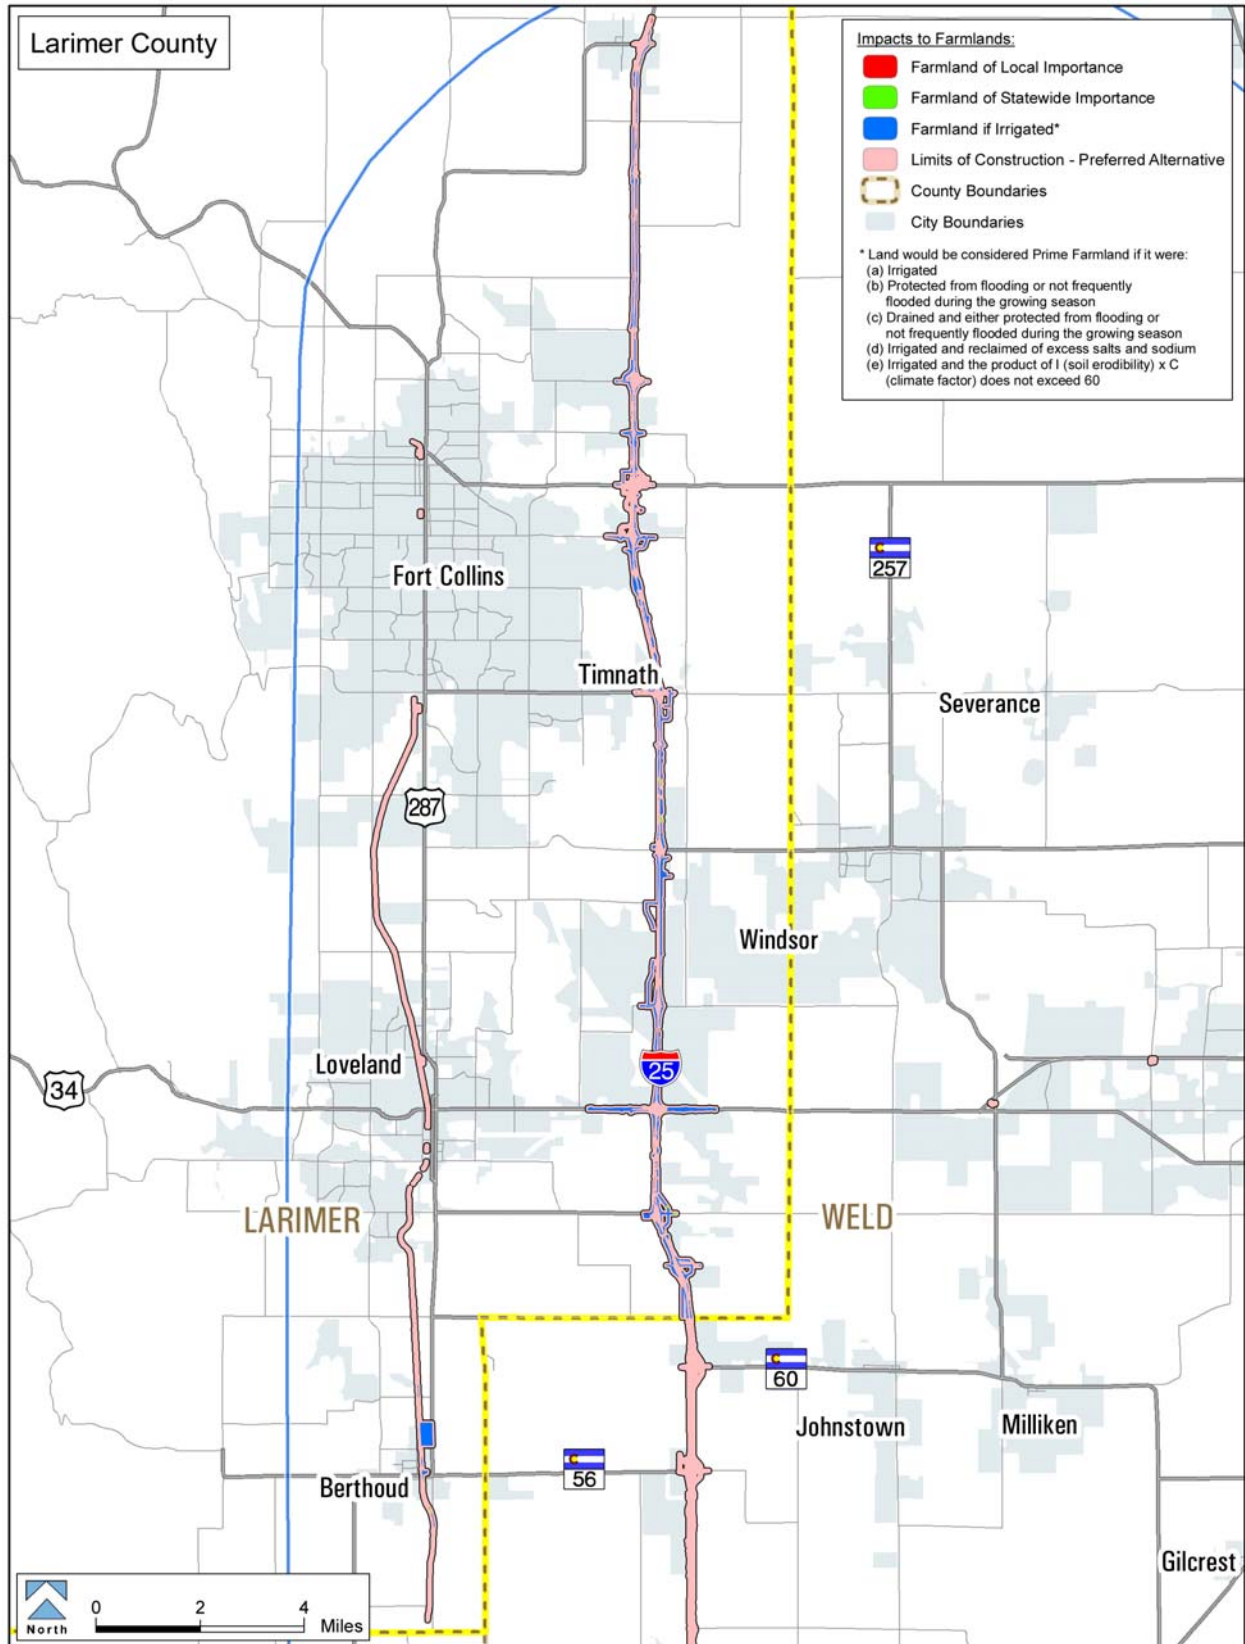 Larimer County
Impacts to Farmlands:
Farmland of Local Importance
Farmland of Statewide Importance
Farmland if Irrigated*
Limits of Construction - Preferred Alternative
County Boundaries
City Boundaries
* Land would be considered Prime Farmland if it were:
(a) Irrigated
(b) Protected from flooding or not frequently
flooded during the growing season
(c) Drained and either protected from flooding or
not frequently flooded during the growing season
(d) Irrigated and reclaimed of excess salts and sodium
(e) Irrigated and the product of I (soil erodibility) x C
(climate factor) does not exceed 60
257
Fort Collins
Timnath
Severance
287
Windsor
Loveland
25
34
LARIMER
WELD
60
Johnstown
Milliken
56
Berthoud
Gilcrest
North
0 2 4
Miles